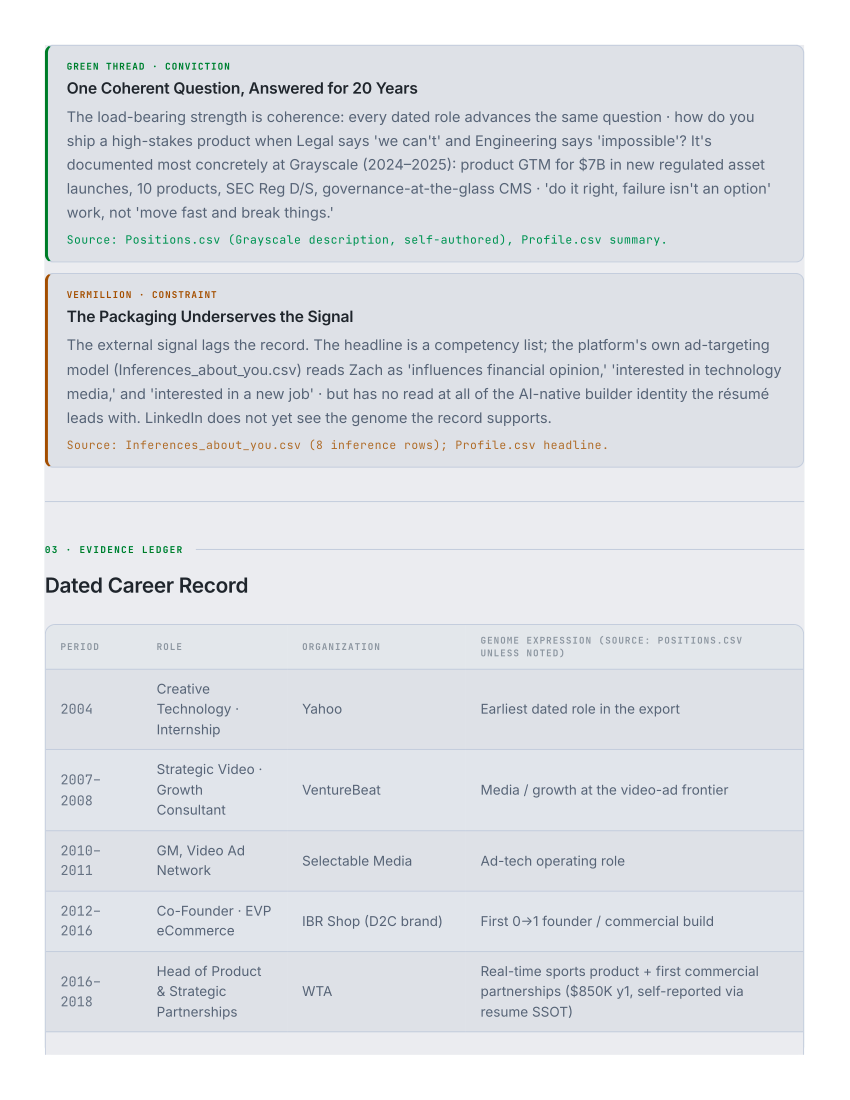 GREEN THREAD · CONVICTION
One Coherent Question, Answered for 20 Years
The load-bearing strength is coherence: every dated role advances the same question · how do you
ship a high-stakes product when Legal says 'we can't' and Engineering says 'impossible'? It's
documented most concretely at Grayscale (2024–2025): product GTM for $7B in new regulated asset
launches, 10 products, SEC Reg D/S, governance-at-the-glass CMS · 'do it right, failure isn't an option'
work, not 'move fast and break things.'
Source: Positions.csv (Grayscale description, self-authored), Profile.csv summary.
VERMILLION · CONSTRAINT
The Packaging Underserves the Signal
The external signal lags the record. The headline is a competency list; the platform's own ad-targeting
model (Inferences_about_you.csv) reads Zach as 'influences financial opinion,' 'interested in technology
media,' and 'interested in a new job' · but has no read at all of the AI-native builder identity the résumé
leads with. LinkedIn does not yet see the genome the record supports.
Source: Inferences_about_you.csv (8 inference rows); Profile.csv headline.
03 · EVIDENCE LEDGER
Dated Career Record
PERIOD
ROLE
ORGANIZATION
GENOME EXPRESSION (SOURCE: POSITIONS.CSV
UNLESS NOTED)
2004
Creative
Technology ·
Internship
Yahoo
Earliest dated role in the export
2007–
2008
Strategic Video ·
Growth
Consultant
VentureBeat
Media / growth at the video-ad frontier
2010–
2011
GM, Video Ad
Network
Selectable Media
Ad-tech operating role
2012–
2016
Co-Founder · EVP
eCommerce
IBR Shop (D2C brand)
First 0→1 founder / commercial build
2016–
2018
Head of Product
& Strategic
Partnerships
WTA
Real-time sports product + first commercial
partnerships ($850K y1, self-reported via
resume SSOT)